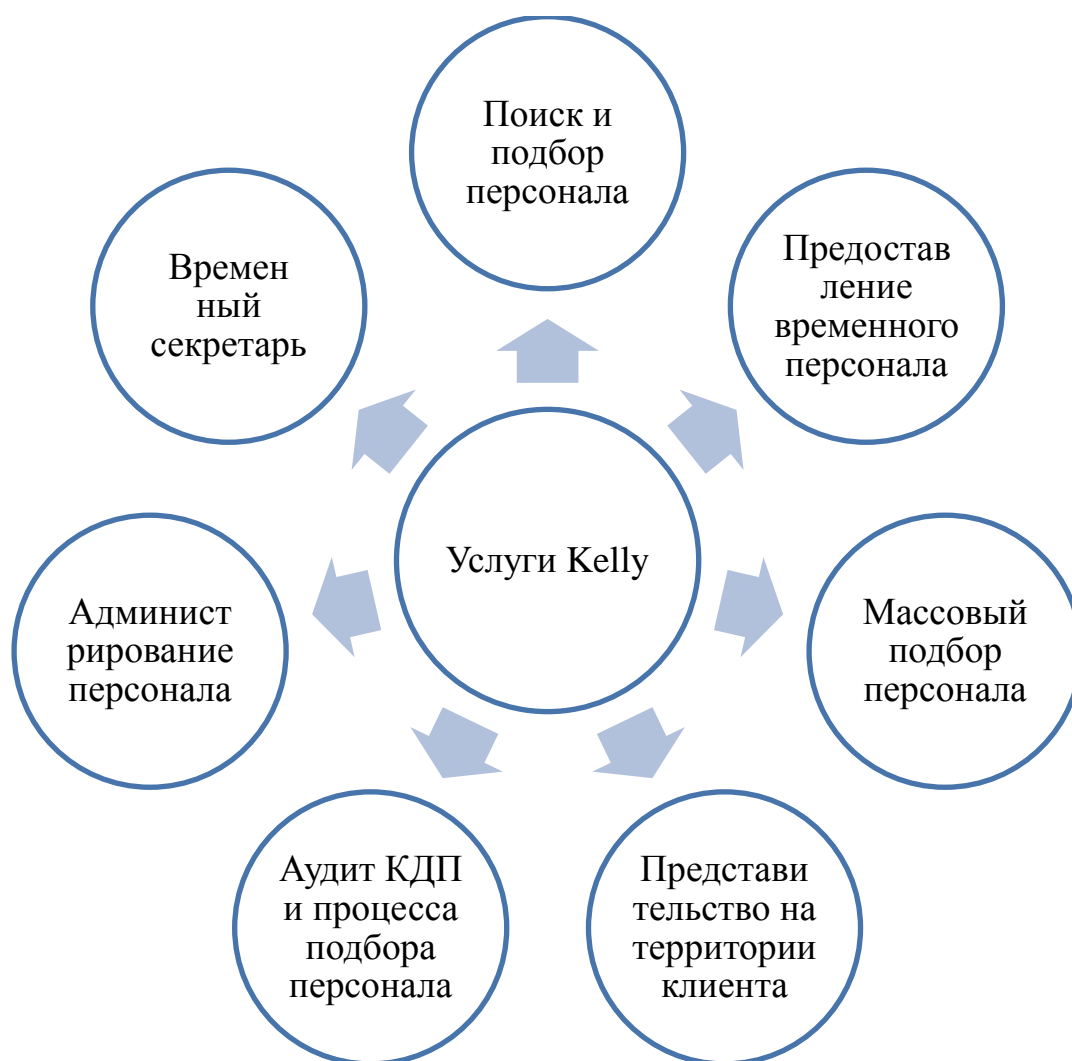 Поиск и
подбор
персонала
Предостав
ление
временного
персонала
Массовый
подбор
персонала
Представи
тельство на
территории
клиента
Аудит КДП
и процесса
подбора
персонала
Админист
рирование
персонала
Времен
ный
секретарь
Услуги Kelly